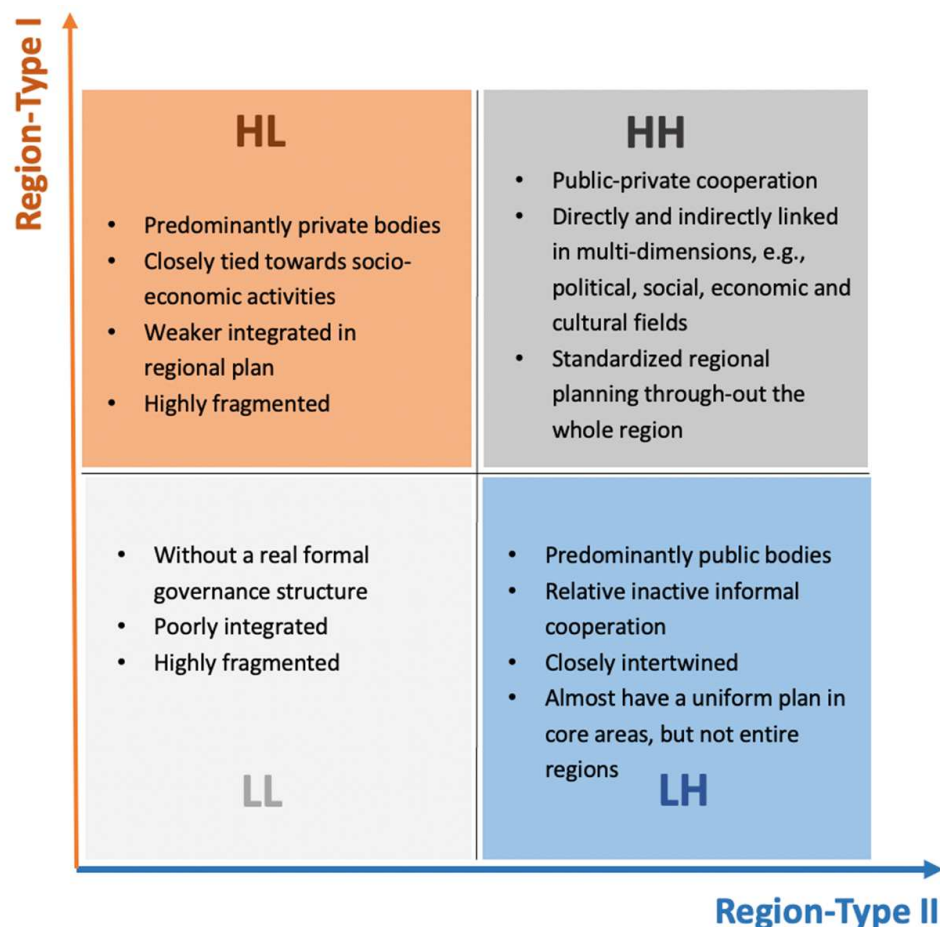 Region-Type I
HL
• Predominantly private bodies
• Closely tied towards socio-
economic activities
• Weaker integrated in
regional plan
• Highly fragmented
HH
• Public-private cooperation
• Directly and indirectly linked
in multi-dimensions, e.g.,
political, social, economic and
cultural fields
• Standardized regional
planning through-out the
whole region
• Without a real formal
governance structure
• Poorly integrated
• Highly fragmented
LL
• Predominantly public bodies
• Relative inactive informal
cooperation
• Closely intertwined
• Almost have a uniform plan in
core areas, but not entire
regions
LH
Region-Type II